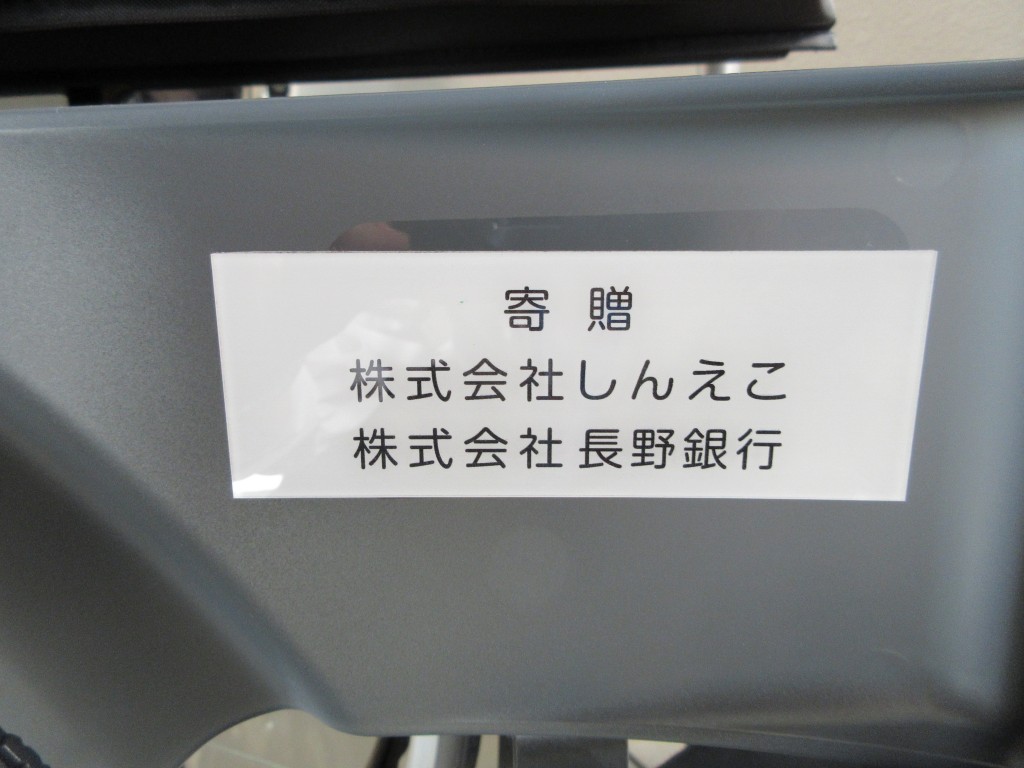 寄 贈
株式会社しんえこ
株式会社長野銀行